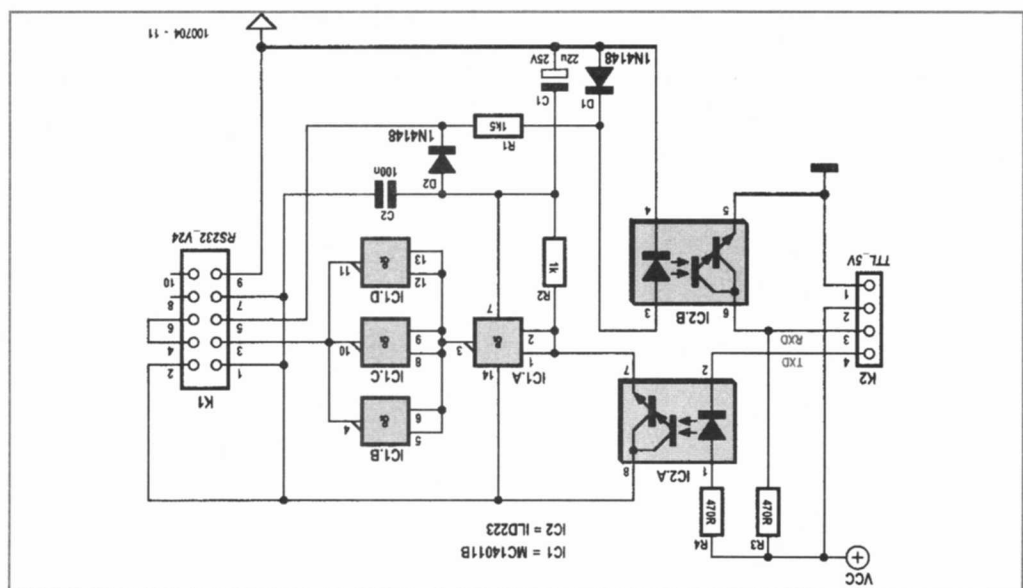 VCC
IC1 = MC14011B
IC2 = ILD223
R3
R4
470R
470R
1
8
IC2.A
IC1.B
5
6
4
K2
4
3
2
1
TTL_5V
TXD
RXD
2
7
IC1.A
1
2
14
3
7
&
IC1.C
8
9
10
&
IC1.D
12
13
11
&
&
K1
1
2
3
4
5
6
7
8
9
10
RS232_V24
R2
1k
6
3
IC2.B
5
4
C2
100n
D2
1N4148
R1
1k5
D1
1N4148
C1
22u
25V
100704 - 11